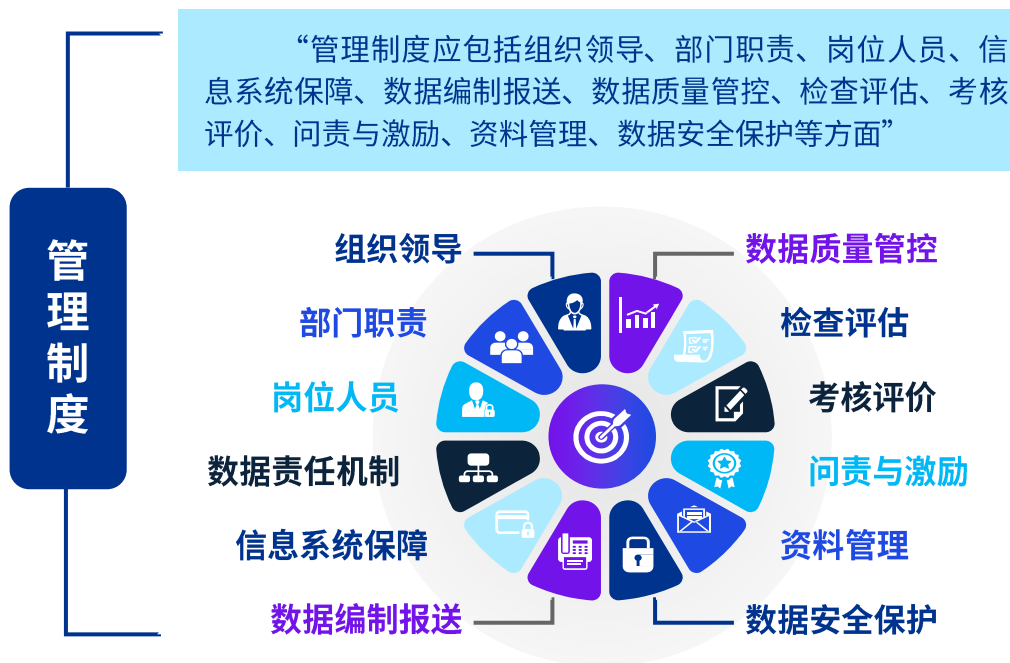 “管理制度应包括组织领导、部门职责、岗位人员、信
息系统保障、数据编制报送、数据质量管控、检查评估、考核
评价、问责与激励、资料管理、数据安全保护等方面”
管理制度
组织领导
部门职责
岗位人员
数据责任机制
信息系统保障
数据编制报送
数据质量管控
检查评估
考核评价
问责与激励
资料管理
数据安全保护